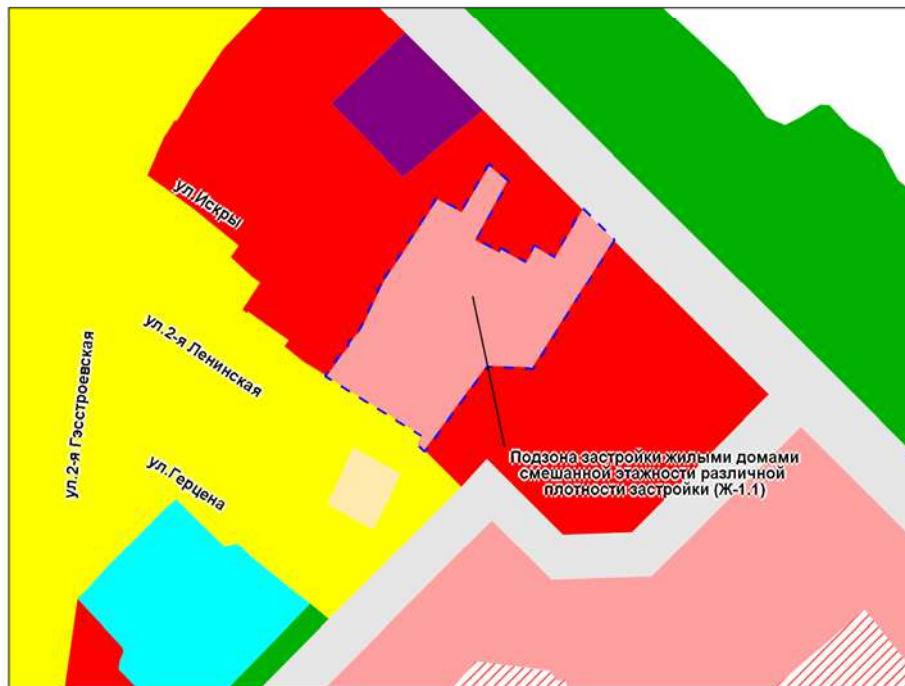 ул.Искры
ул.2-я Ленинская
ул.2-я Гэсстроевская
ул.Герцена
Подзона застройки жилыми домами
смешанной этажности различной
плотности застройки (Ж-1.1)